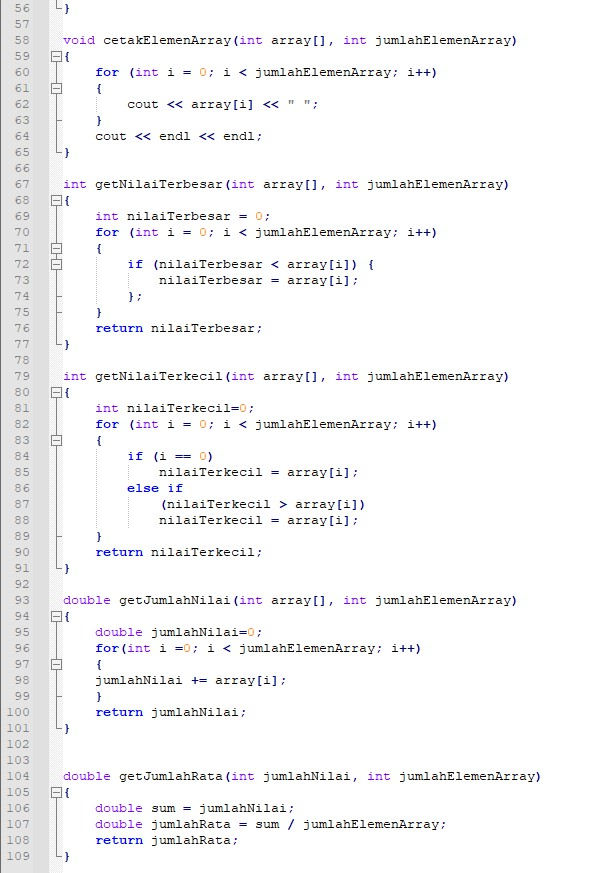 56 }
57
58 void cetakElemenArray(int array[], int jumlahElemenArray)
59 {
60 for (int i = 0; i < jumlahElemenArray; i++)
61 {
62 cout << array[i] << " ";
63 }
64 cout << endl << endl;
65 }
66
67 int getNilaiTerbesar(int array[], int jumlahElemenArray)
68 {
69 int nilaiTerbesar = 0;
70 for (int i = 0; i < jumlahElemenArray; i++)
71 {
72 if (nilaiTerbesar < array[i]) {
73 nilaiTerbesar = array[i];
74 };
75 }
76 return nilaiTerbesar;
77 }
78
79 int getNilaiTerkecil(int array[], int jumlahElemenArray)
80 {
81 int nilaiTerkecil=0;
82 for (int i = 0; i < jumlahElemenArray; i++)
83 {
84 if (i == 0)
85 nilaiTerkecil = array[i];
86 else if
87 (nilaiTerkecil > array[i])
88 nilaiTerkecil = array[i];
89 }
90 return nilaiTerkecil;
91 }
92
93 double getJumlahNilai(int array[], int jumlahElemenArray)
94 {
95 double jumlahNilai=0;
96 for(int i =0; i < jumlahElemenArray; i++)
97 {
98 jumlahNilai += array[i];
99 }
100 return jumlahNilai;
101 }
102
103
104 double getJumlahRata(int jumlahNilai, int jumlahElemenArray)
105 {
106 double sum = jumlahNilai;
107 double jumlahRata = sum / jumlahElemenArray;
108 return jumlahRata;
109 }